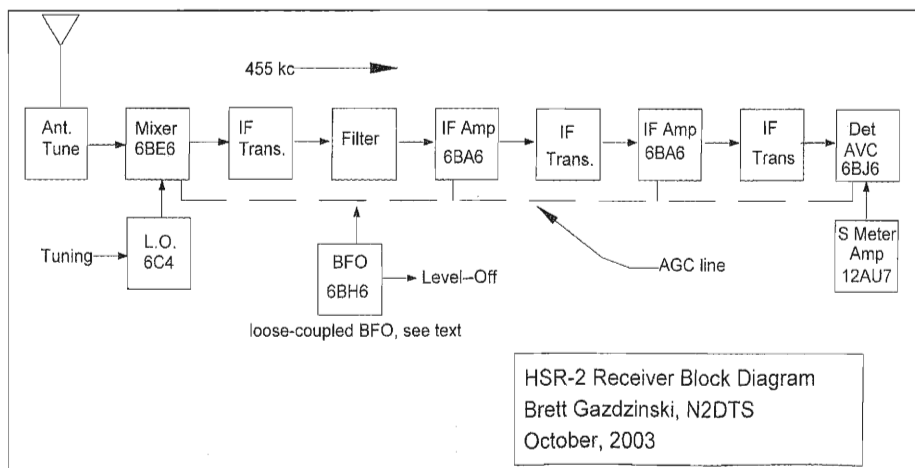 455 kc
Ant.
Tune
Mixer
6BE6
IF
Trans.
Filter
IF Amp
6BA6
IF
Trans.
IF Amp
6BA6
IF
Trans
Det
AVC
6BJ6
Tuning
L.O.
6C4
BFO
6BH6
Level--Off
AGC line
S Meter
Amp
12AU7
loose-coupled BFO, see text
HSR-2 Receiver Block Diagram
Brett Gazdzinski, N2DTS
October, 2003